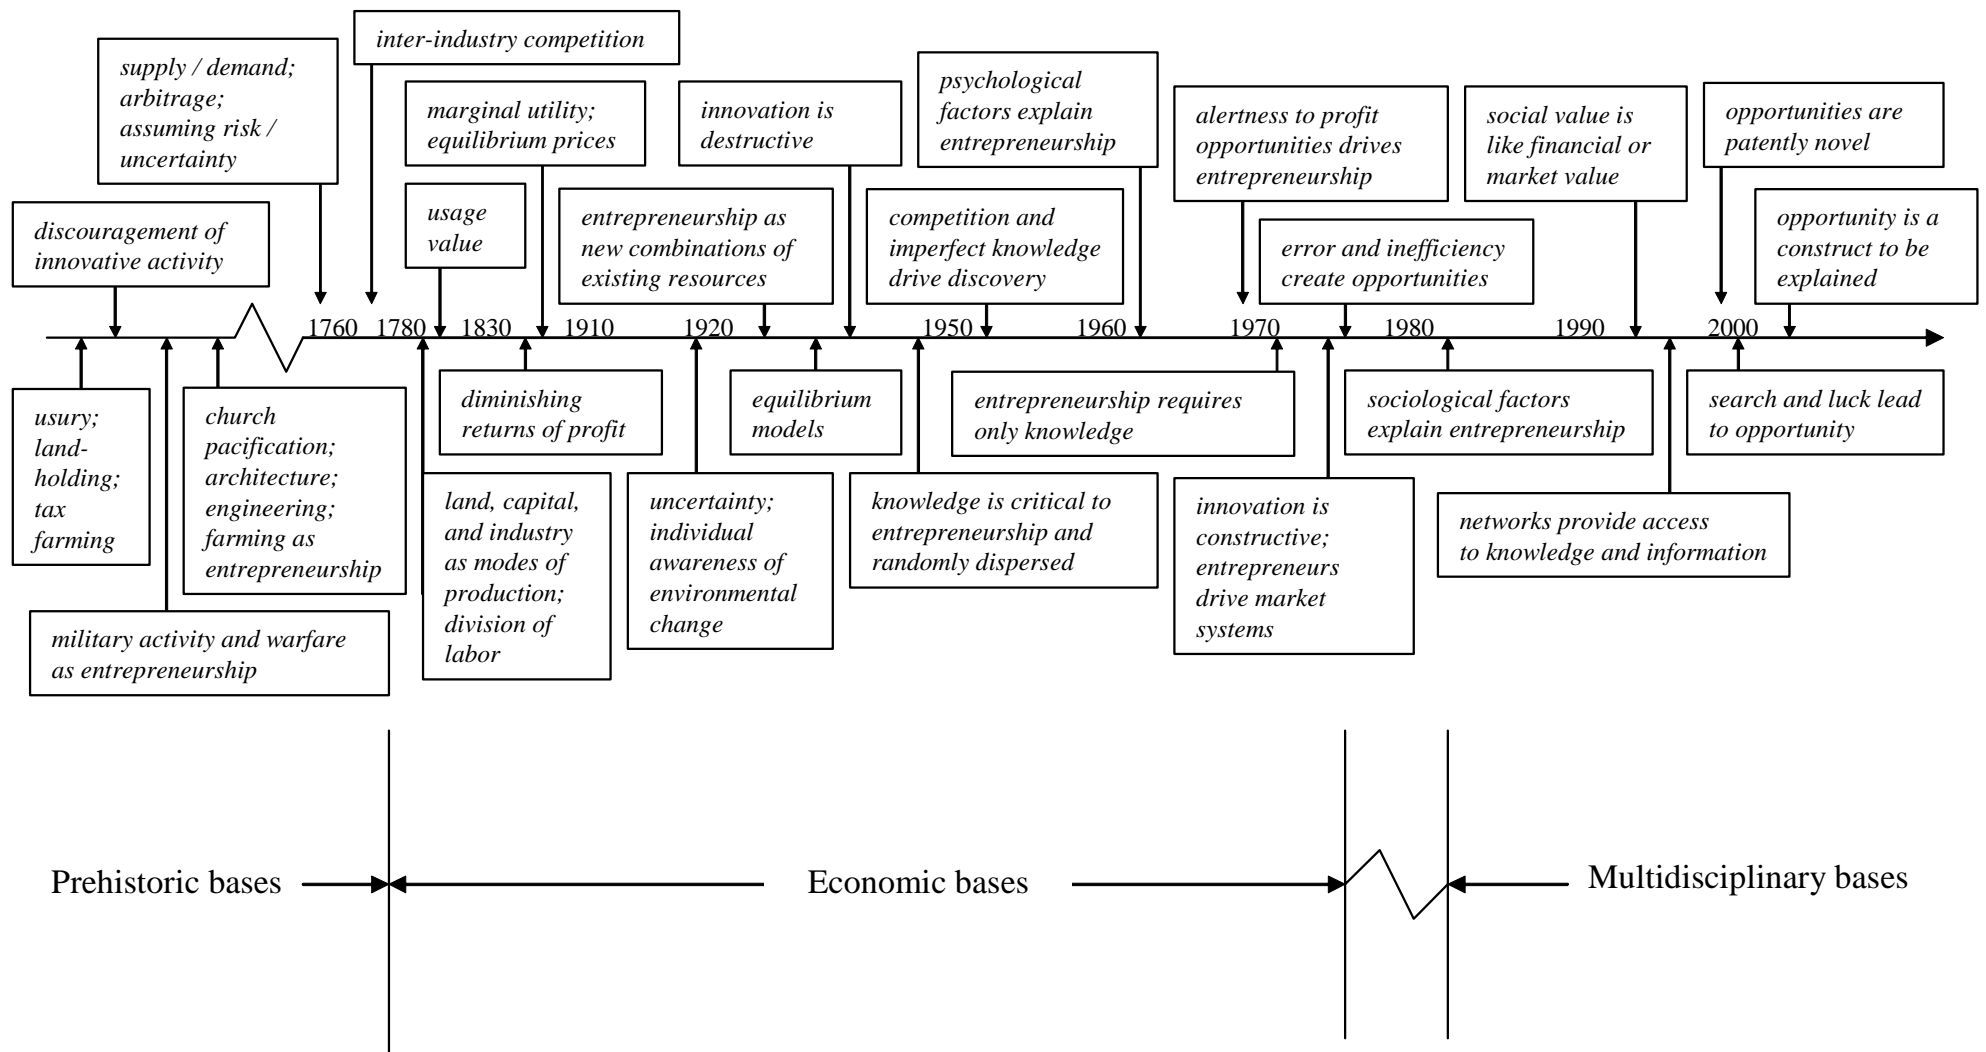 inter-industry competition
supply / demand;
arbitrage;
assuming risk /
uncertainty
psychological
factors explain
entrepreneurship
marginal utility;
equilibrium prices
innovation is
destructive
alertness to profit
opportunities drives
entrepreneurship
social value is
like financial or
market value
opportunities are
patently novel
discouragement of
innovative activity
usage
value
entrepreneurship as
new combinations of
existing resources
competition and
imperfect knowledge
drive discovery
error and inefficiency
create opportunities
opportunity is a
construct to be
explained
1760 1780 1830 1910 1920 1950 1960 1970 1980 1990 2000
usury;
land-
holding;
tax
farming
church
pacification;
architecture;
engineering;
farming as
entrepreneurship
diminishing
returns of profit
equilibrium
models
entrepreneurship requires
only knowledge
sociological factors
explain entrepreneurship
search and luck lead
to opportunity
military activity and warfare
as entrepreneurship
land, capital,
and industry
as modes of
production;
division of
labor
uncertainty;
individual
awareness of
environmental
change
knowledge is critical to
entrepreneurship and
randomly dispersed
innovation is
constructive;
entrepreneurs
drive market
systems
networks provide access
to knowledge and information
Prehistoric bases
Economic bases
Multidisciplinary bases